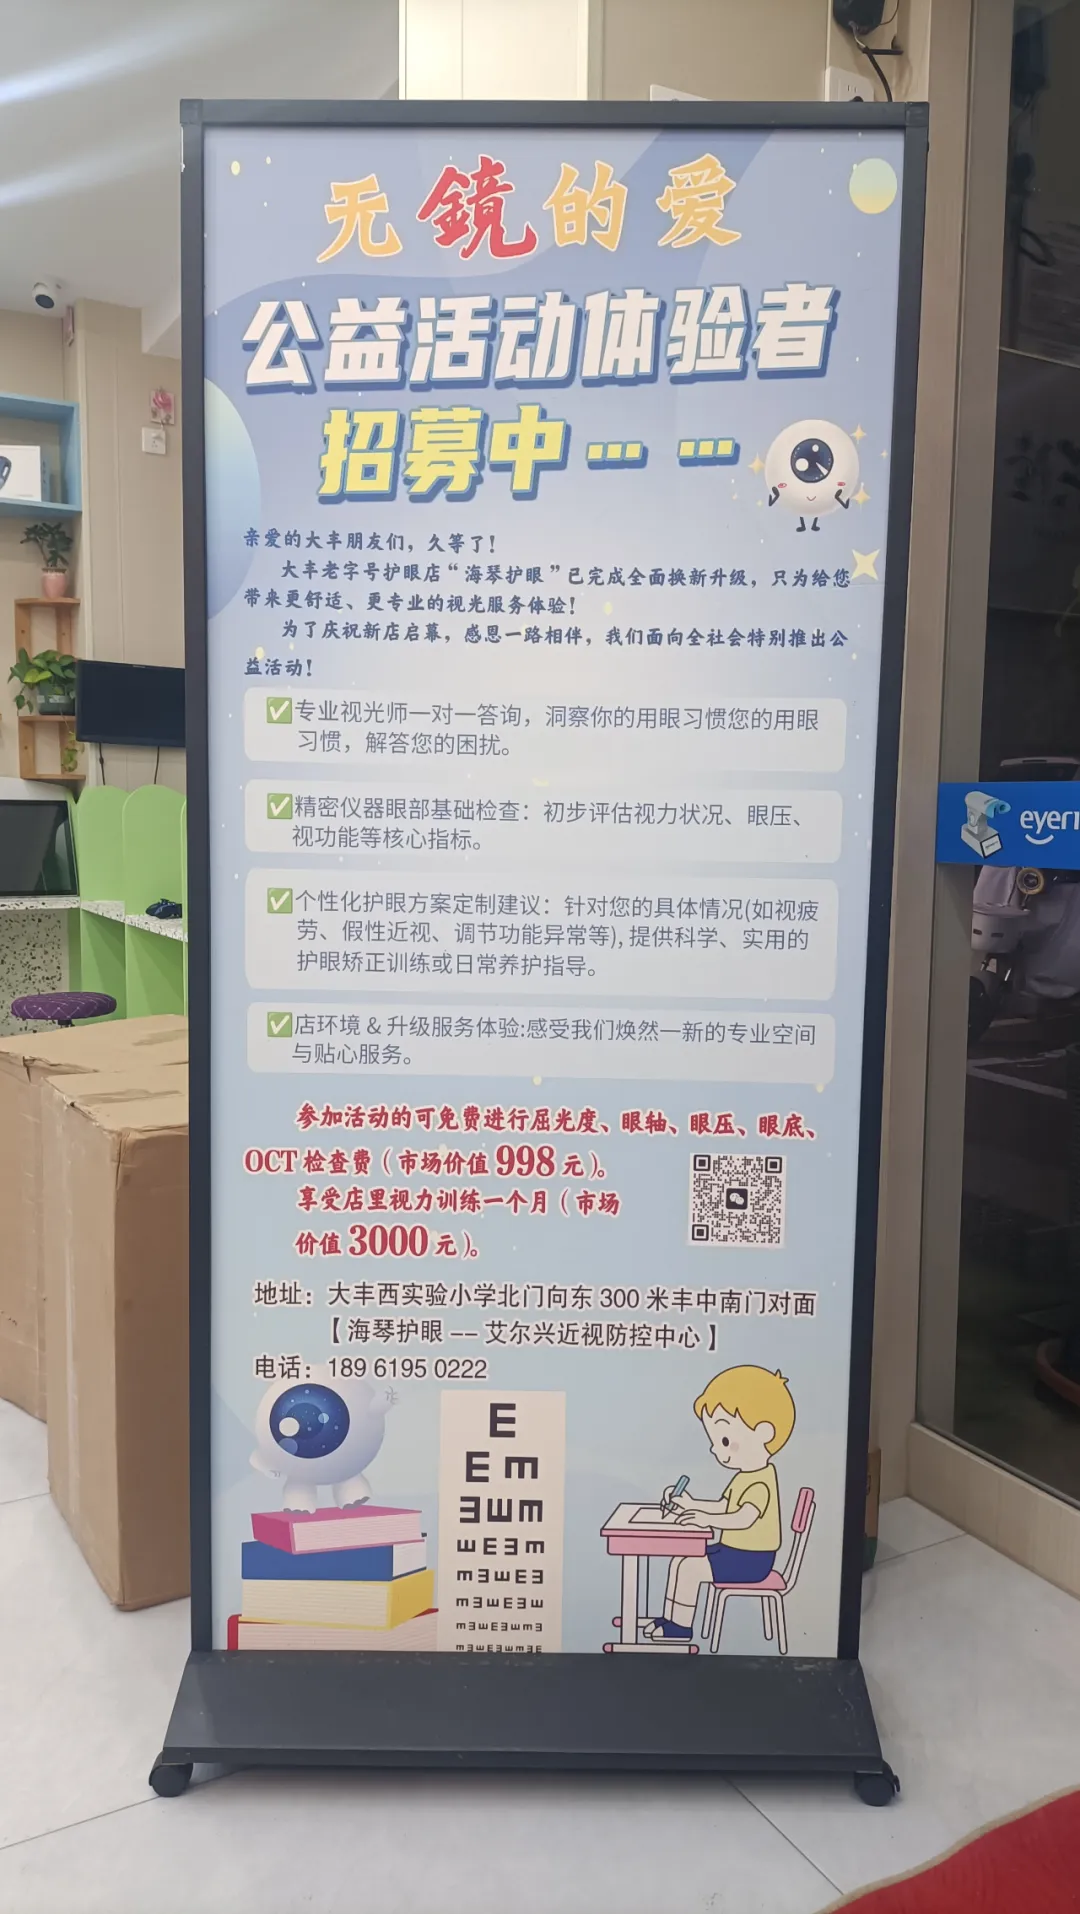 无鏡的爱
公益活动体验者
招募中……
亲爱的大丰朋友们，久等了！
大丰老字号护眼店“海琴护眼”已完成全面换新升级，只为给您
带来更舒适、更专业的视光服务体验！
为了庆祝新店启幕，感恩一路相伴，我们面向全社会特别推出公
益活动！
✅专业视光师一对一答询，洞察你的用眼习惯您的用眼
习惯，解答您的困扰。
✅精密仪器眼部基础检查：初步评估视力状况、眼压、
视功能等核心指标。
✅个性化护眼方案定制建议：针对您的具体情况(如视疲
劳、假性近视、调节功能异常等),提供科学、实用的
护眼矫正训练或日常养护指导。
✅店环境 & 升级服务体验:感受我们焕然一新的专业空间
与贴心服务。
参加活动的可免费进行屈光度、眼轴、眼压、眼底、
OCT 检查费（市场价值 998 元）。
享受店里视力训练一个月（市场
价值 3000 元）。
地址：大丰西实验小学北门向东 300 米丰中南门对面
【 海琴护眼 -- 艾尔兴近视防控中心 】
电话：189 6195 0222
E
E m